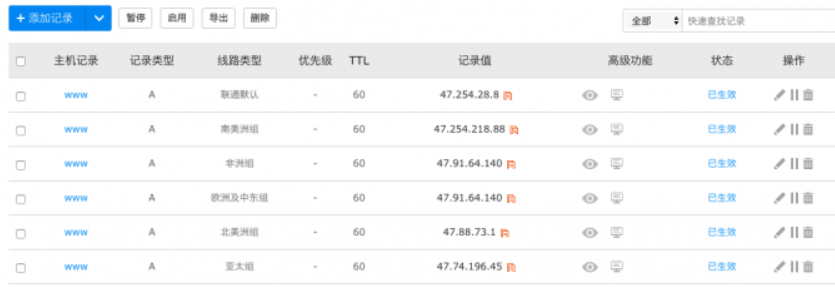 + 添加记录 暂停 启用 导出 删除 全部 快速查找记录
主机记录 记录类型 线路类型 优先级 TTL 记录值 高级功能 状态 操作
www A 联通默认 - 60 47.254.28.8 已生效
www A 南美洲组 - 60 47.254.218.88 已生效
www A 非洲组 - 60 47.91.64.140 已生效
www A 欧洲及中东组 - 60 47.91.64.140 已生效
www A 北美洲组 - 60 47.88.73.1 已生效
www A 亚太组 - 60 47.74.196.45 已生效